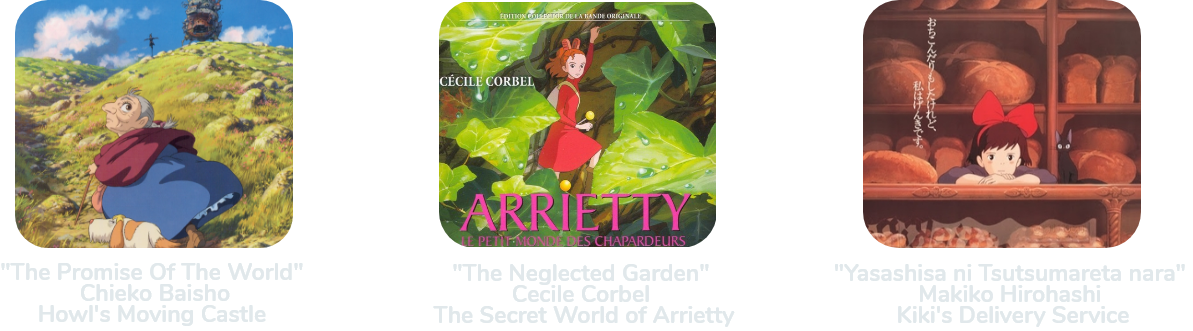 "The Promise Of The World"
Chieko Baisho
Howl's Moving Castle
EDITION COLLECTOR DE LA BANDE ORIGINALE
CÉCILE CORBEL
ARRIETTY
LE PETIT MONDE DES CHAPARDEURS
"The Neglected Garden"
Cecile Corbel
The Secret World of Arrietty
おちこんだりもしたけれど、
私はげんきです。
"Yasashisa ni Tsutsumareta nara"
Makiko Hirohashi
Kiki's Delivery Service